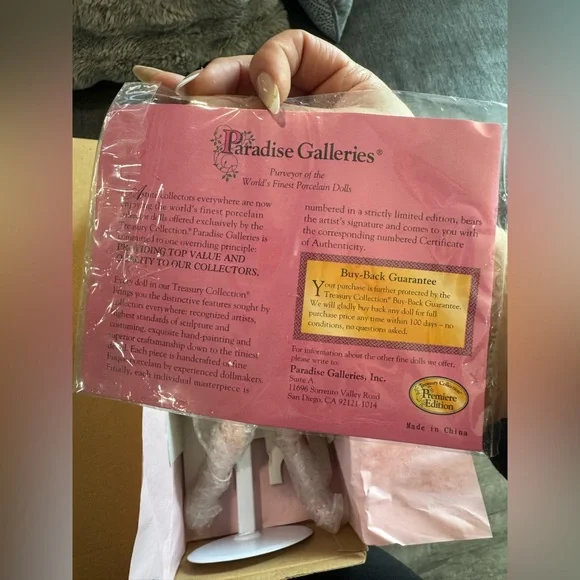 Paradise Galleries®
Purveyor of the
World's Finest Porcelain Dolls
collectors everywhere are now
the world's finest porcelain
dolls offered exclusively by the
Treasury Collection® Paradise Galleries is
to one overriding principle:
PROVIDING TOP VALUE AND
TO OUR COLLECTORS.
doll in our Treasury Collection®
brings you the distinctive features sought by
collectors everywhere: recognized artists,
highest standards of sculpture and
costuming, exquisite hand-painting and
superior craftsmanship down to the tiniest
detail. Each piece is handcrafted of fine
porcelain by experienced dollmakers.
Finally, each individual masterpiece is
numbered in a strictly limited edition, bears
the artist's signature and comes to you with
the corresponding numbered Certificate
of Authenticity.
Buy-Back Guarantee
Your purchase is further protected by the
Treasury Collection® Buy-Back Guarantee.
We will gladly buy back any doll for full
purchase price any time within 100 days – no
conditions, no questions asked.
For information about the other fine dolls we offer,
please write to:
Paradise Galleries, Inc.
Suite A
11696 Sorrento Valley Road
San Diego, CA 92121-1014
Treasury Collection®
Premiere
Edition
Made in China